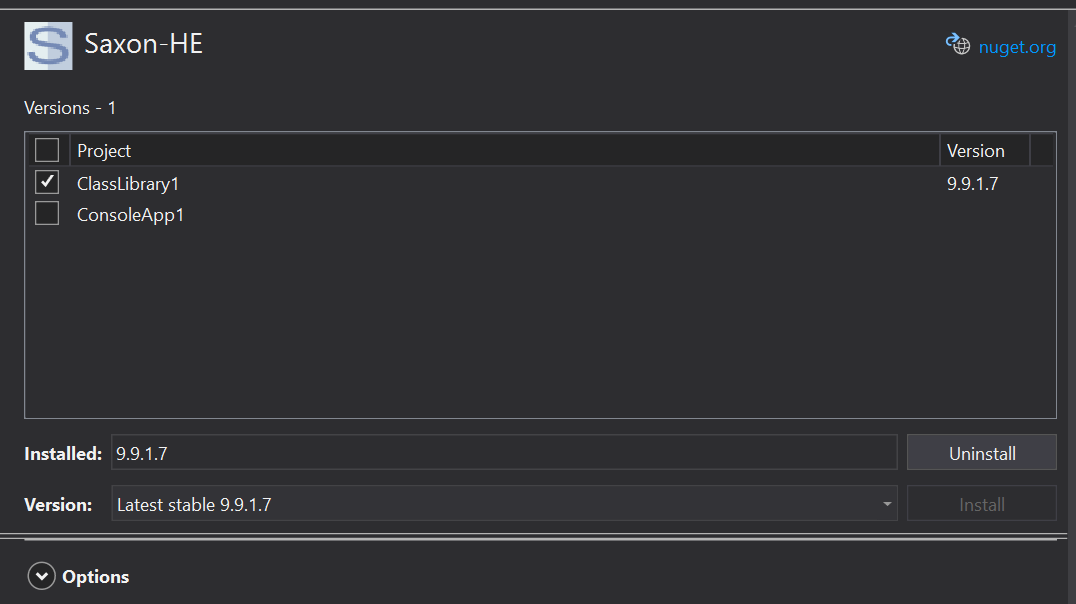 S Saxon-HE nuget.org
Versions - 1
Project Version
ClassLibrary1 9.9.1.7
ConsoleApp1
Installed: 9.9.1.7 Uninstall
Version: Latest stable 9.9.1.7 Install
Options